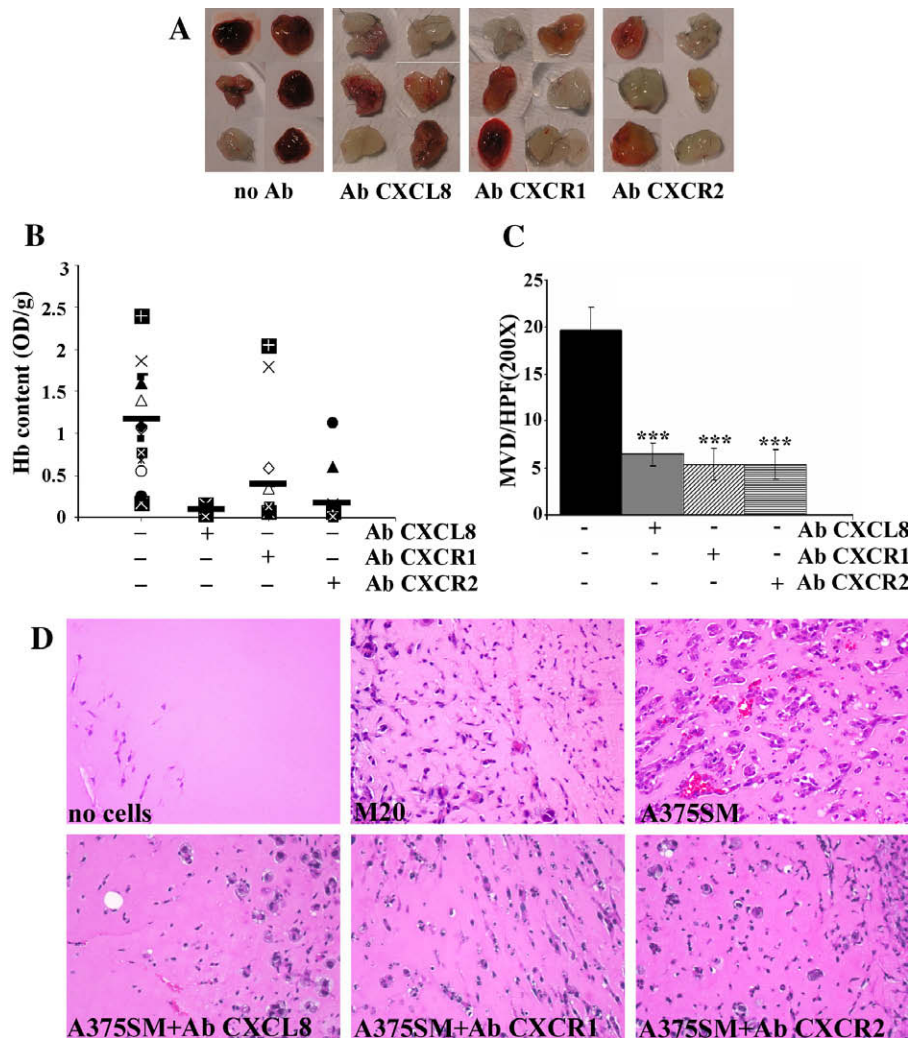 A
no Ab Ab CXCL8 Ab CXCR1 Ab CXCR2
B
Hb content (OD/g)
3
2.5
2
1.5
1
0.5
0
– – – – Ab CXCL8
– + – – Ab CXCR1
– – + – Ab CXCR2
C
MVD/HPF(200X)
25
20
15
10
5
0
*** *** ***
- + - - Ab CXCL8
- - + - Ab CXCR1
- - - + Ab CXCR2
D
no cells M20 A375SM
A375SM+Ab CXCL8 A375SM+Ab CXCR1 A375SM+Ab CXCR2